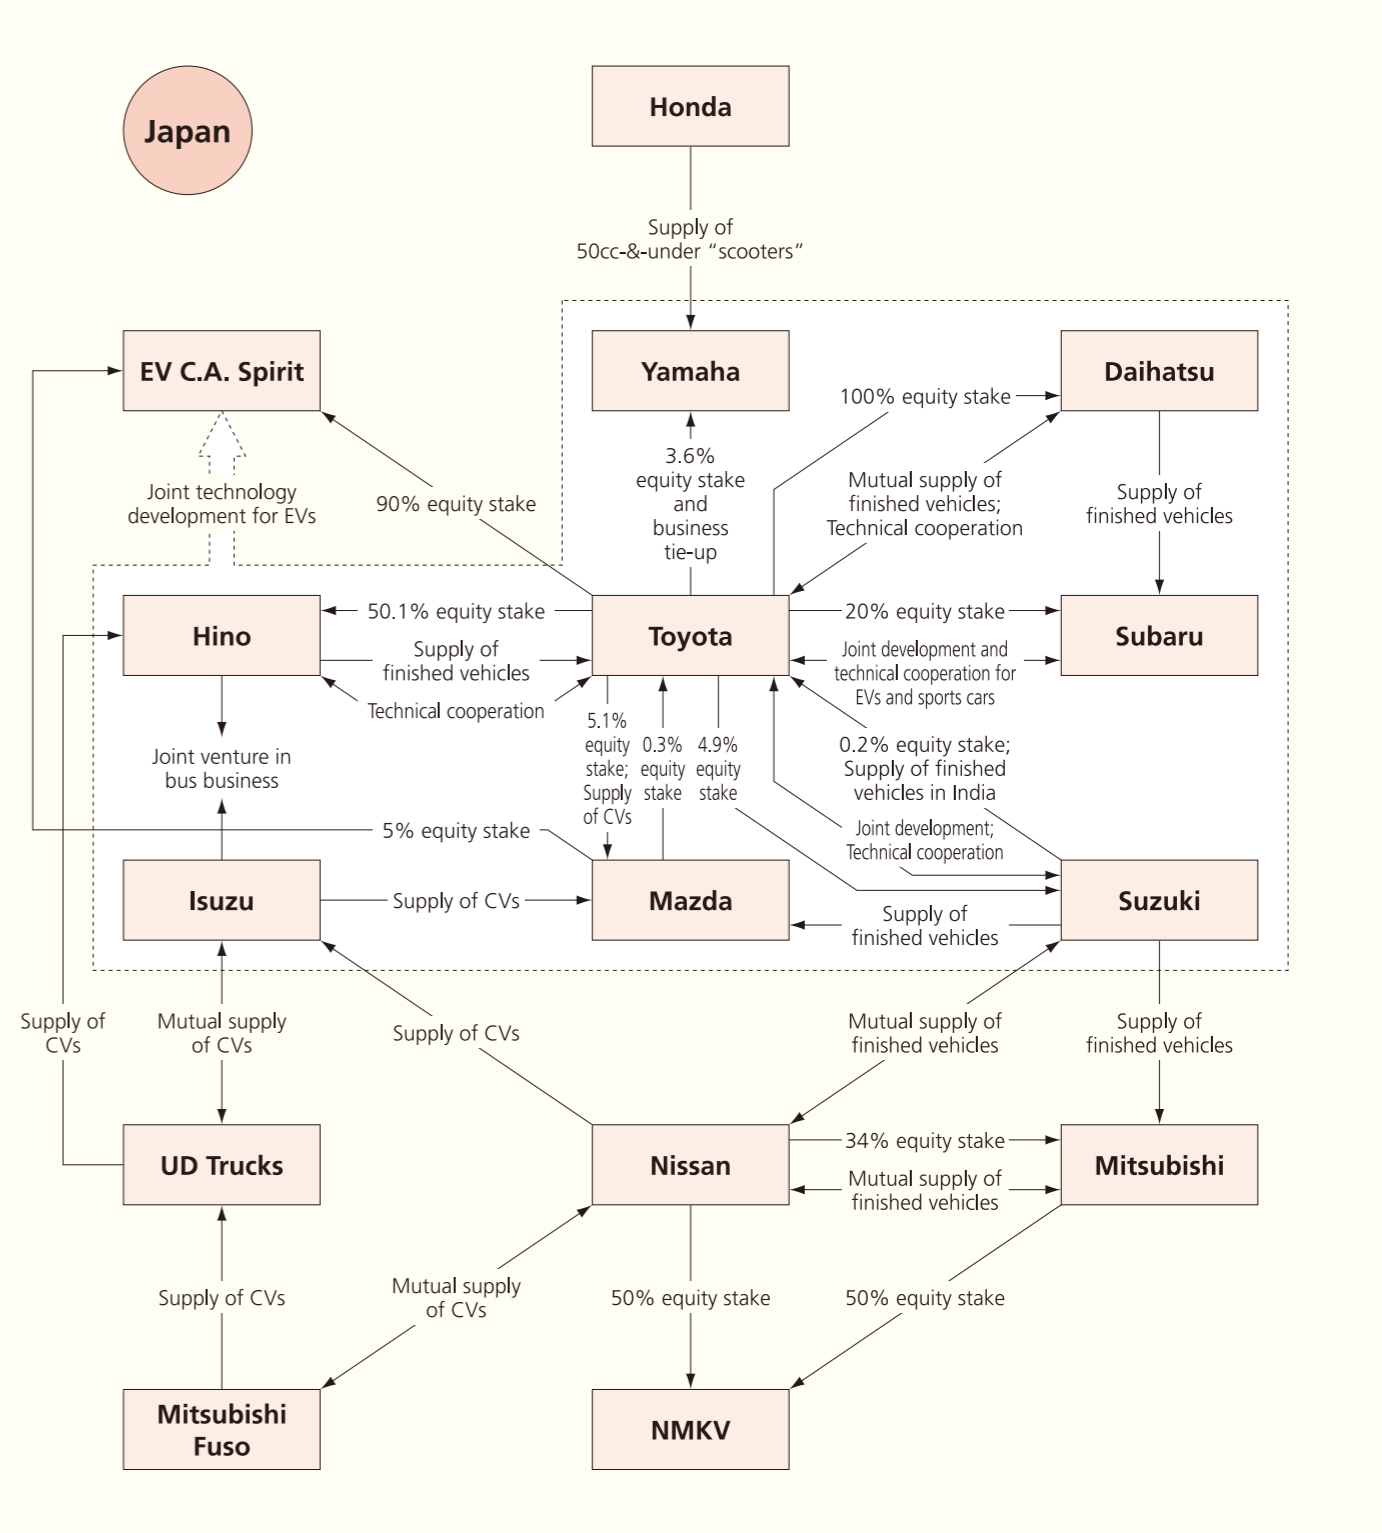 Japan
Honda
Supply of
50cc-&-under “scooters”
EV C.A. Spirit
Yamaha
Daihatsu
100% equity stake
3.6%
equity stake
and
business
tie-up
90% equity stake
Joint technology
development for EVs
Mutual supply of
finished vehicles;
Technical cooperation
Supply of
finished vehicles
Hino
50.1% equity stake
Supply of
finished vehicles
Technical cooperation
Toyota
20% equity stake
Joint development and
technical cooperation for
EVs and sports cars
Subaru
Joint venture in
bus business
5.1%
equity
stake;
Supply
of CVs
0.3%
equity
stake
4.9%
equity
stake
0.2% equity stake;
Supply of finished
vehicles in India
Joint development;
Technical cooperation
5% equity stake
Isuzu
Supply of CVs
Mazda
Supply of
finished vehicles
Suzuki
Supply of
CVs
Mutual supply
of CVs
Supply of CVs
Mutual supply of
finished vehicles
Supply of
finished vehicles
UD Trucks
Nissan
34% equity stake
Mutual supply of
finished vehicles
Mitsubishi
Supply of CVs
Mutual supply
of CVs
50% equity stake
50% equity stake
Mitsubishi
Fuso
NMKV